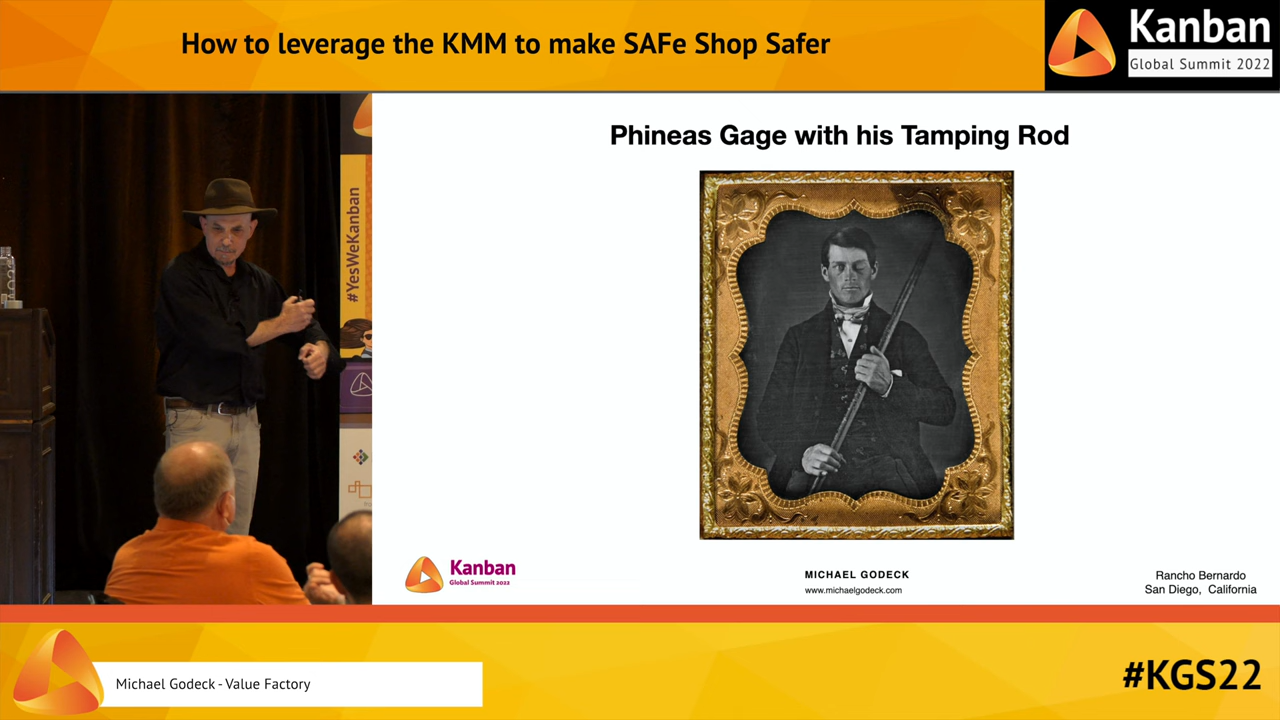 How to leverage the KMM to make SAFe Shop Safer
Kanban
Global Summit 2022
#YesWeKanban
Phineas Gage with his Tamping Rod
Kanban
Global Summit 2022
MICHAEL GODECK
www.michaelgodeck.com
Rancho Bernardo
San Diego, California
Michael Godeck - Value Factory
#KGS22